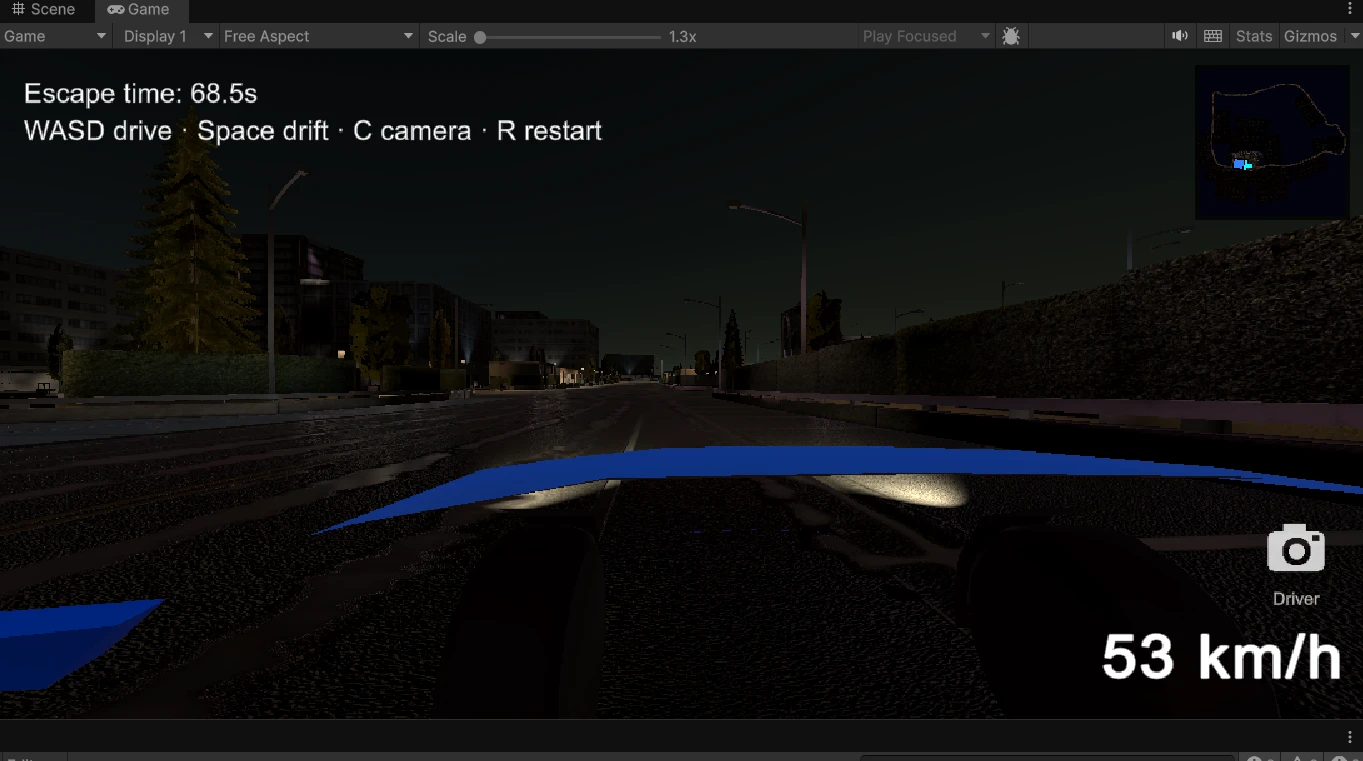 Scene
Game
Game
Display 1
Free Aspect
Scale
1.3x
Play Focused
Stats
Gizmos
Escape time: 68.5s
WASD drive · Space drift · C camera · R restart
Driver
53 km/h